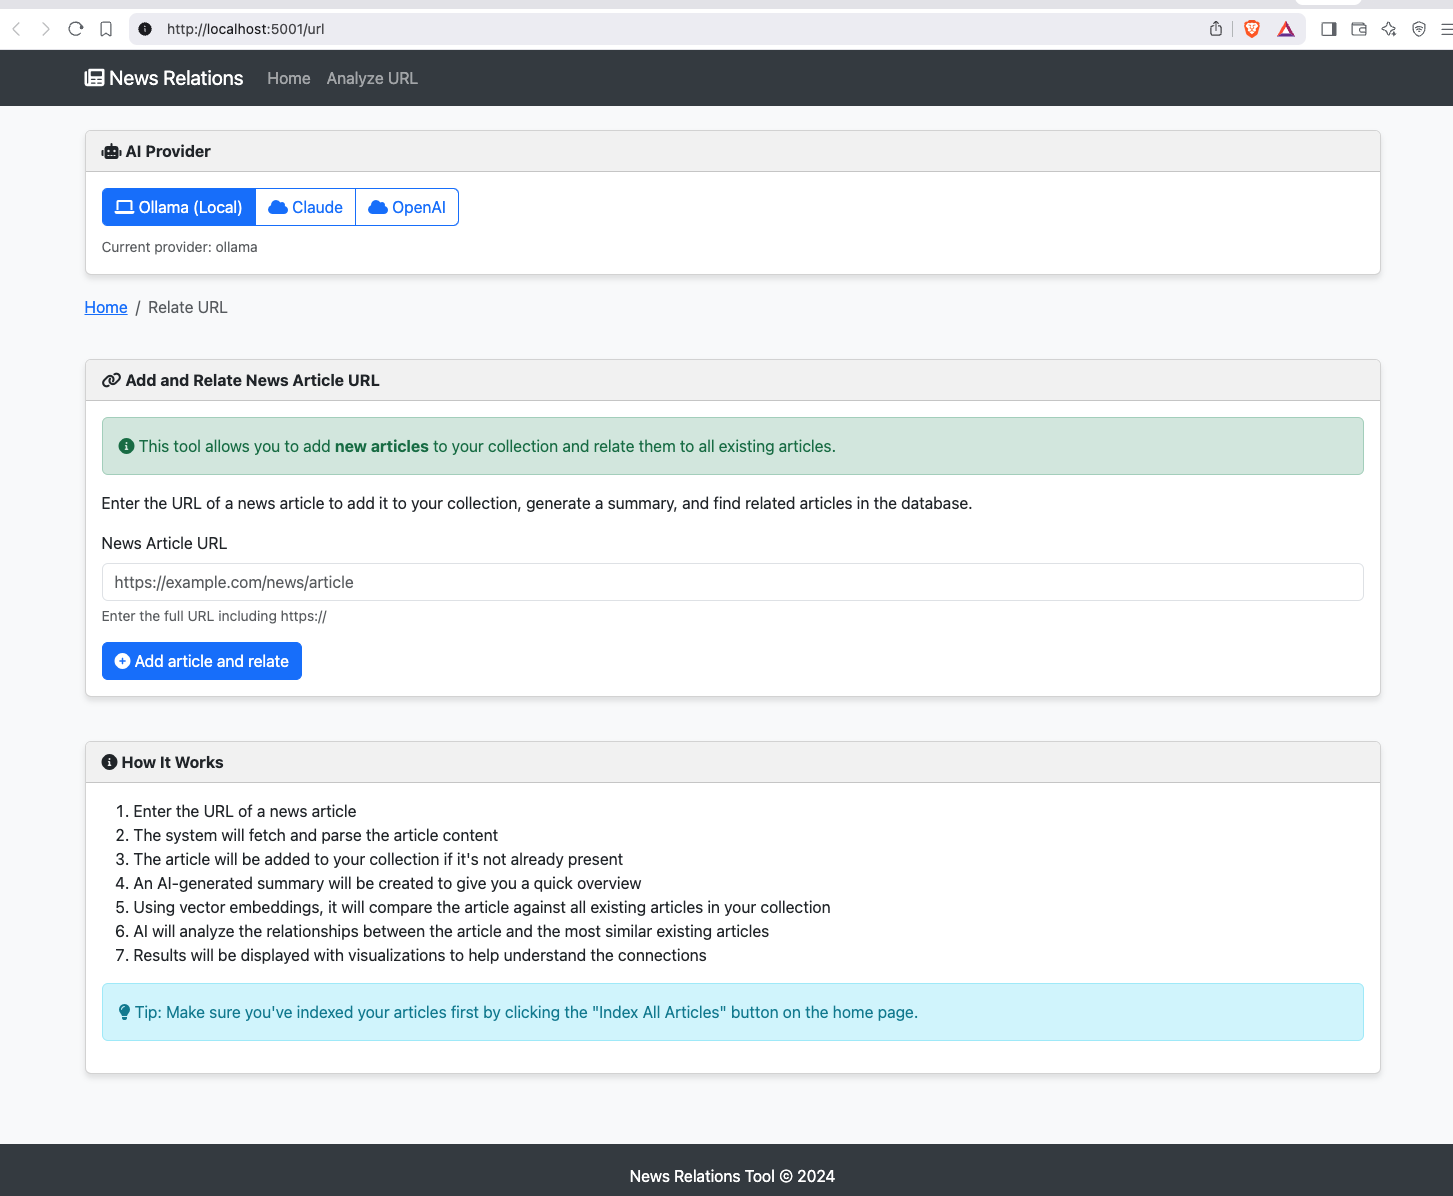 http://localhost:5001/url
News Relations Home Analyze URL
AI Provider
Ollama (Local) Claude OpenAI
Current provider: ollama
Home / Relate URL
Add and Relate News Article URL
This tool allows you to add new articles to your collection and relate them to all existing articles.
Enter the URL of a news article to add it to your collection, generate a summary, and find related articles in the database.
News Article URL
https://example.com/news/article
Enter the full URL including https://
Add article and relate
How It Works
1. Enter the URL of a news article
2. The system will fetch and parse the article content
3. The article will be added to your collection if it's not already present
4. An AI-generated summary will be created to give you a quick overview
5. Using vector embeddings, it will compare the article against all existing articles in your collection
6. AI will analyze the relationships between the article and the most similar existing articles
7. Results will be displayed with visualizations to help understand the connections
Tip: Make sure you've indexed your articles first by clicking the "Index All Articles" button on the home page.
News Relations Tool © 2024